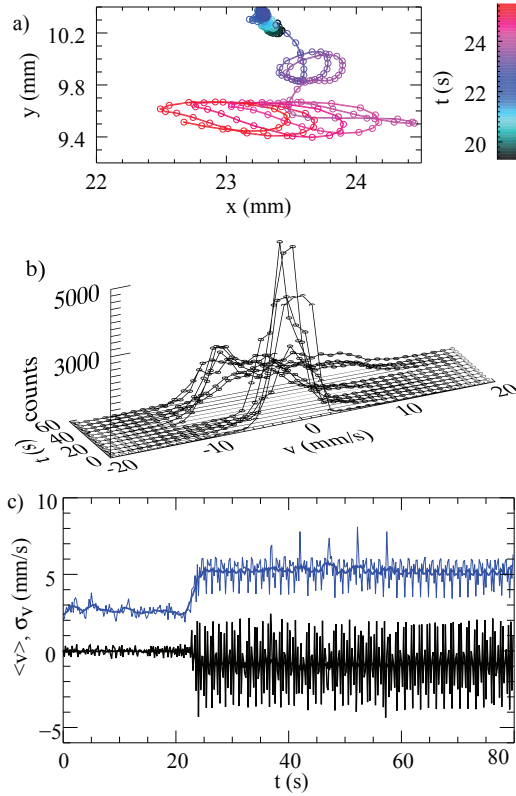 a)
10.2
9.8
9.4
y (mm)
22
23
24
x (mm)
24
22
20
t (s)
b)
5000
3000
counts
60
40
20
0
t (s)
-20
-10
0
10
20
v (mm/s)
c)
10
5
0
-5
<v>, σv (mm/s)
0
20
40
60
80
t (s)